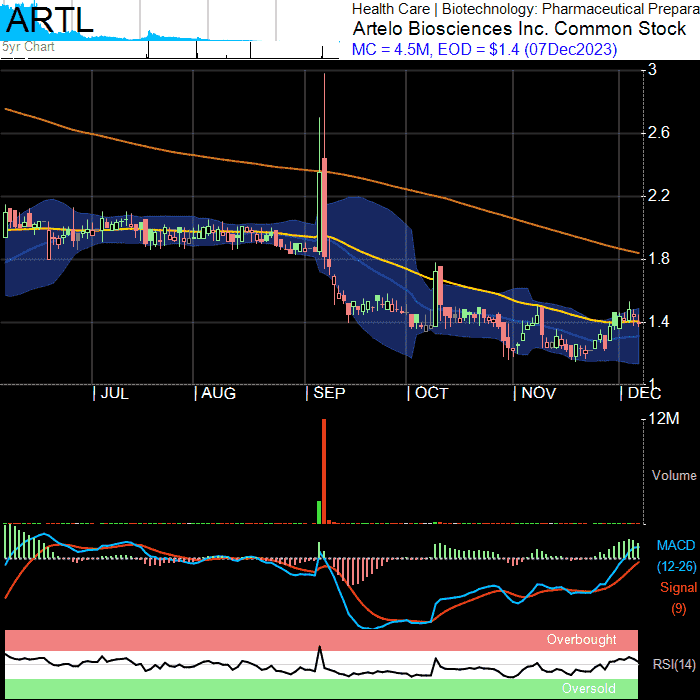 ARTL
5yr Chart
Health Care | Biotechnology: Pharmaceutical Prepara
Artelo Biosciences Inc. Common Stock
MC = 4.5M, EOD = $1.4 (07Dec2023)
3
2.6
2.2
1.8
1.4
1
JUL AUG SEP OCT NOV DEC
12M
Volume
MACD
(12-26)
Signal
(9)
Overbought
RSI(14)
Oversold